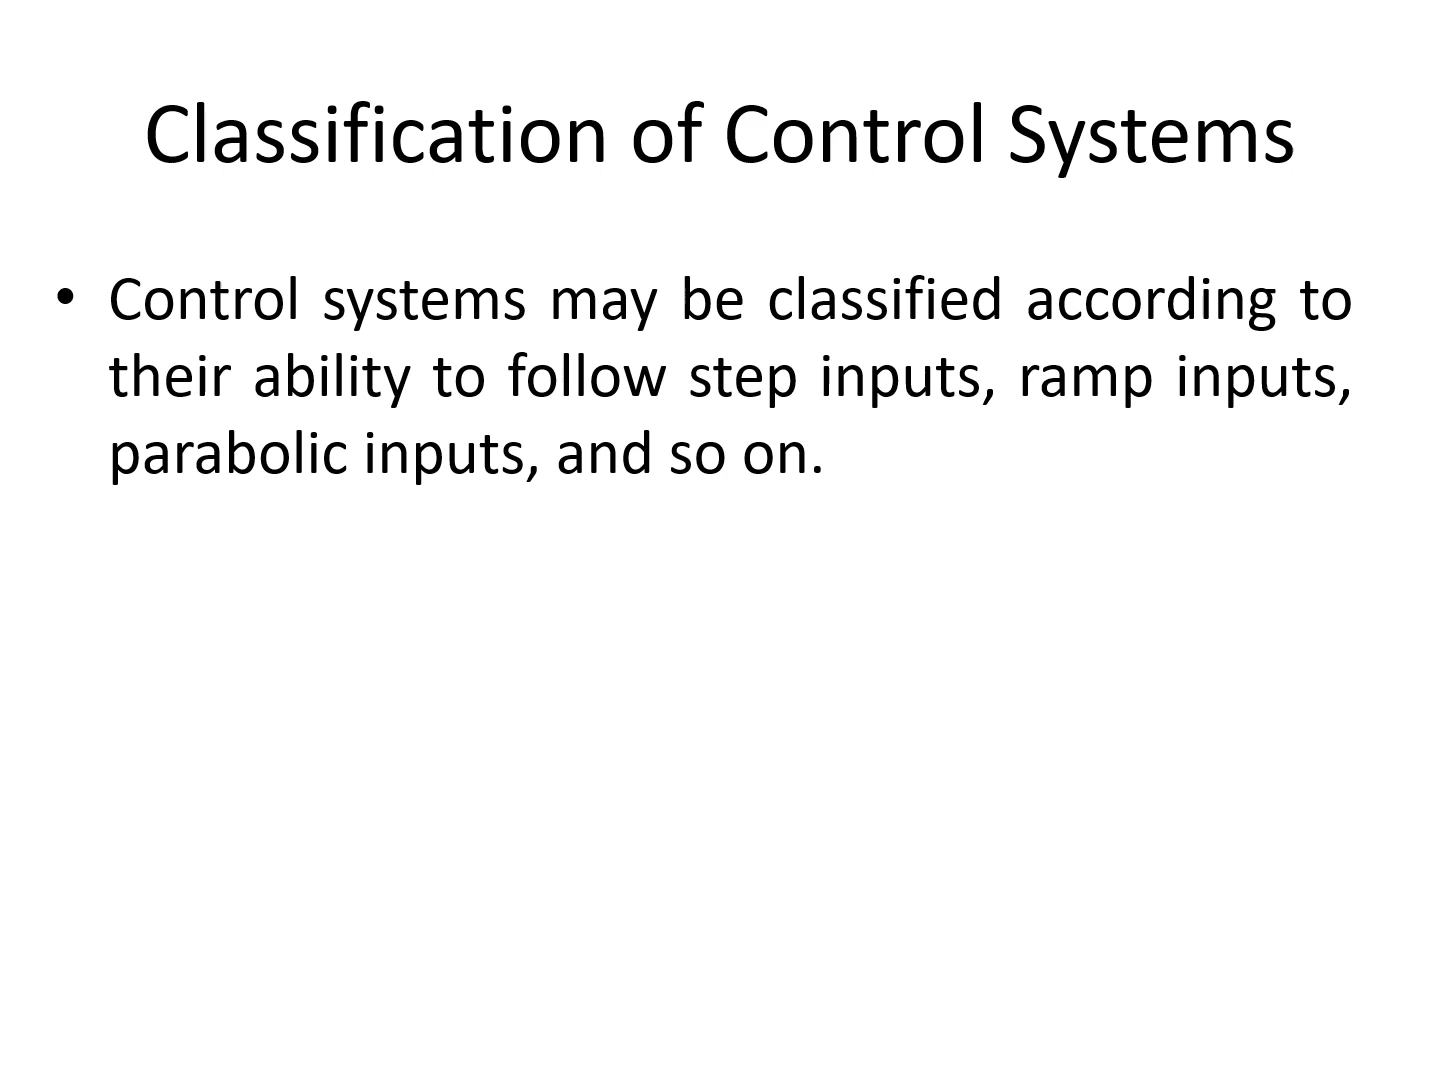 Classification of Control Systems
• Control systems may be classified according to
their ability to follow step inputs, ramp inputs,
parabolic inputs, and so on.